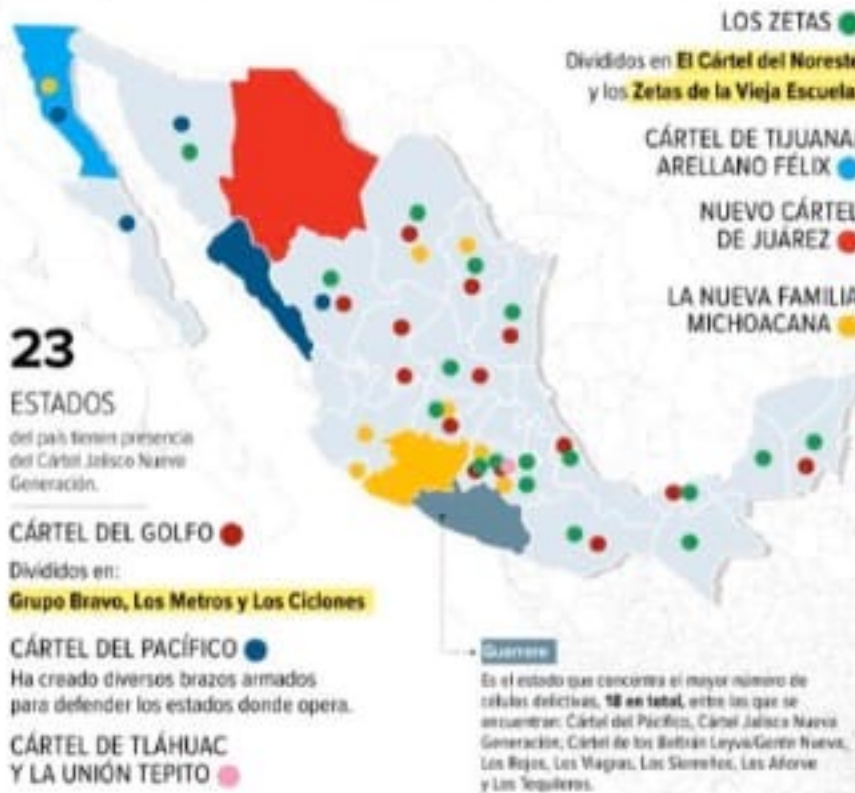 LOS ZETAS
Divididos en El Cártel del Noreste
y los Zetas de la Vieja Escuela
CÁRTEL DE TIJUANA
ARELLANO FÉLIX
NUEVO CÁRTEL
DE JUÁREZ
LA NUEVA FAMILIA
MICHOACANA
23
ESTADOS
del país tienen presencia
del Cártel Jalisco Nueva
Generación.
CÁRTEL DEL GOLFO
Divididos en:
Grupo Bravo, Los Metros y Los Ciclones
CÁRTEL DEL PACÍFICO
Ha creado diversos brazos armados
para defender los estados donde opera.
CÁRTEL DE TLÁHUAC
Y LA UNIÓN TEPITO
Guerrero
Es el estado que concentra el mayor número de
células delictivas, 18 en total, entre las que se
encuentran: Cártel del Pacífico, Cártel Jalisco Nueva
Generación, Cártel de los Beltrán Leyva/Gente Nueva,
Los Rojos, Los Viagras, Los Sierreños, Los Añorve
y Los Tequileros.